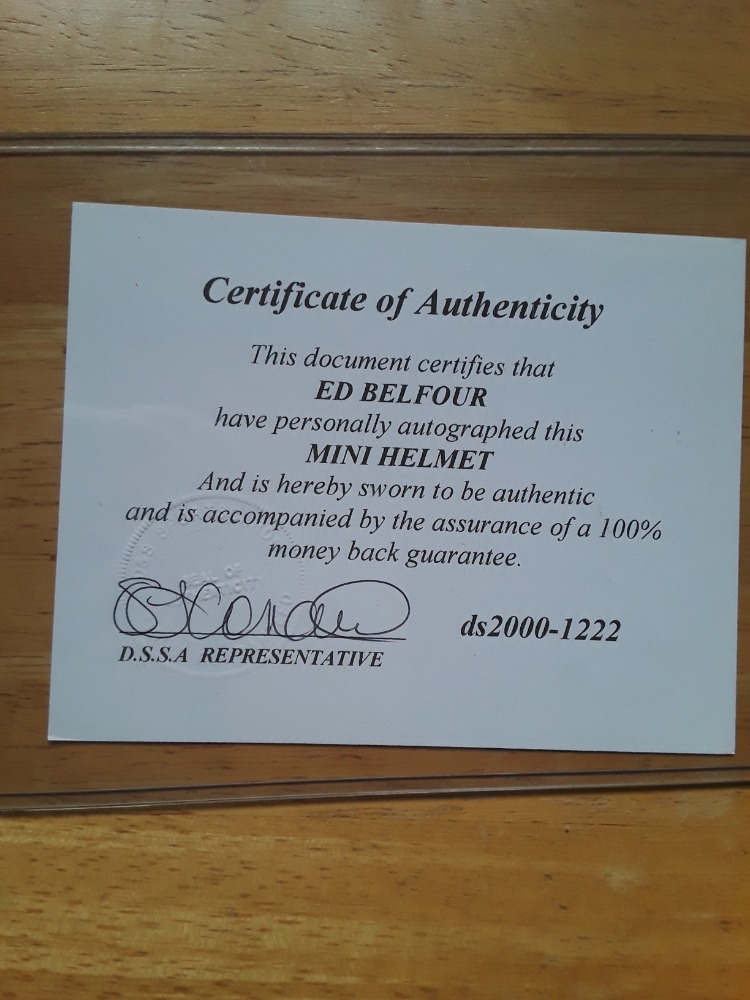 Certificate of Authenticity
This document certifies that
ED BELFOUR
have personally autographed this
MINI HELMET
And is hereby sworn to be authentic
and is accompanied by the assurance of a 100%
money back guarantee.
ds2000-1222
D.S.S.A REPRESENTATIVE